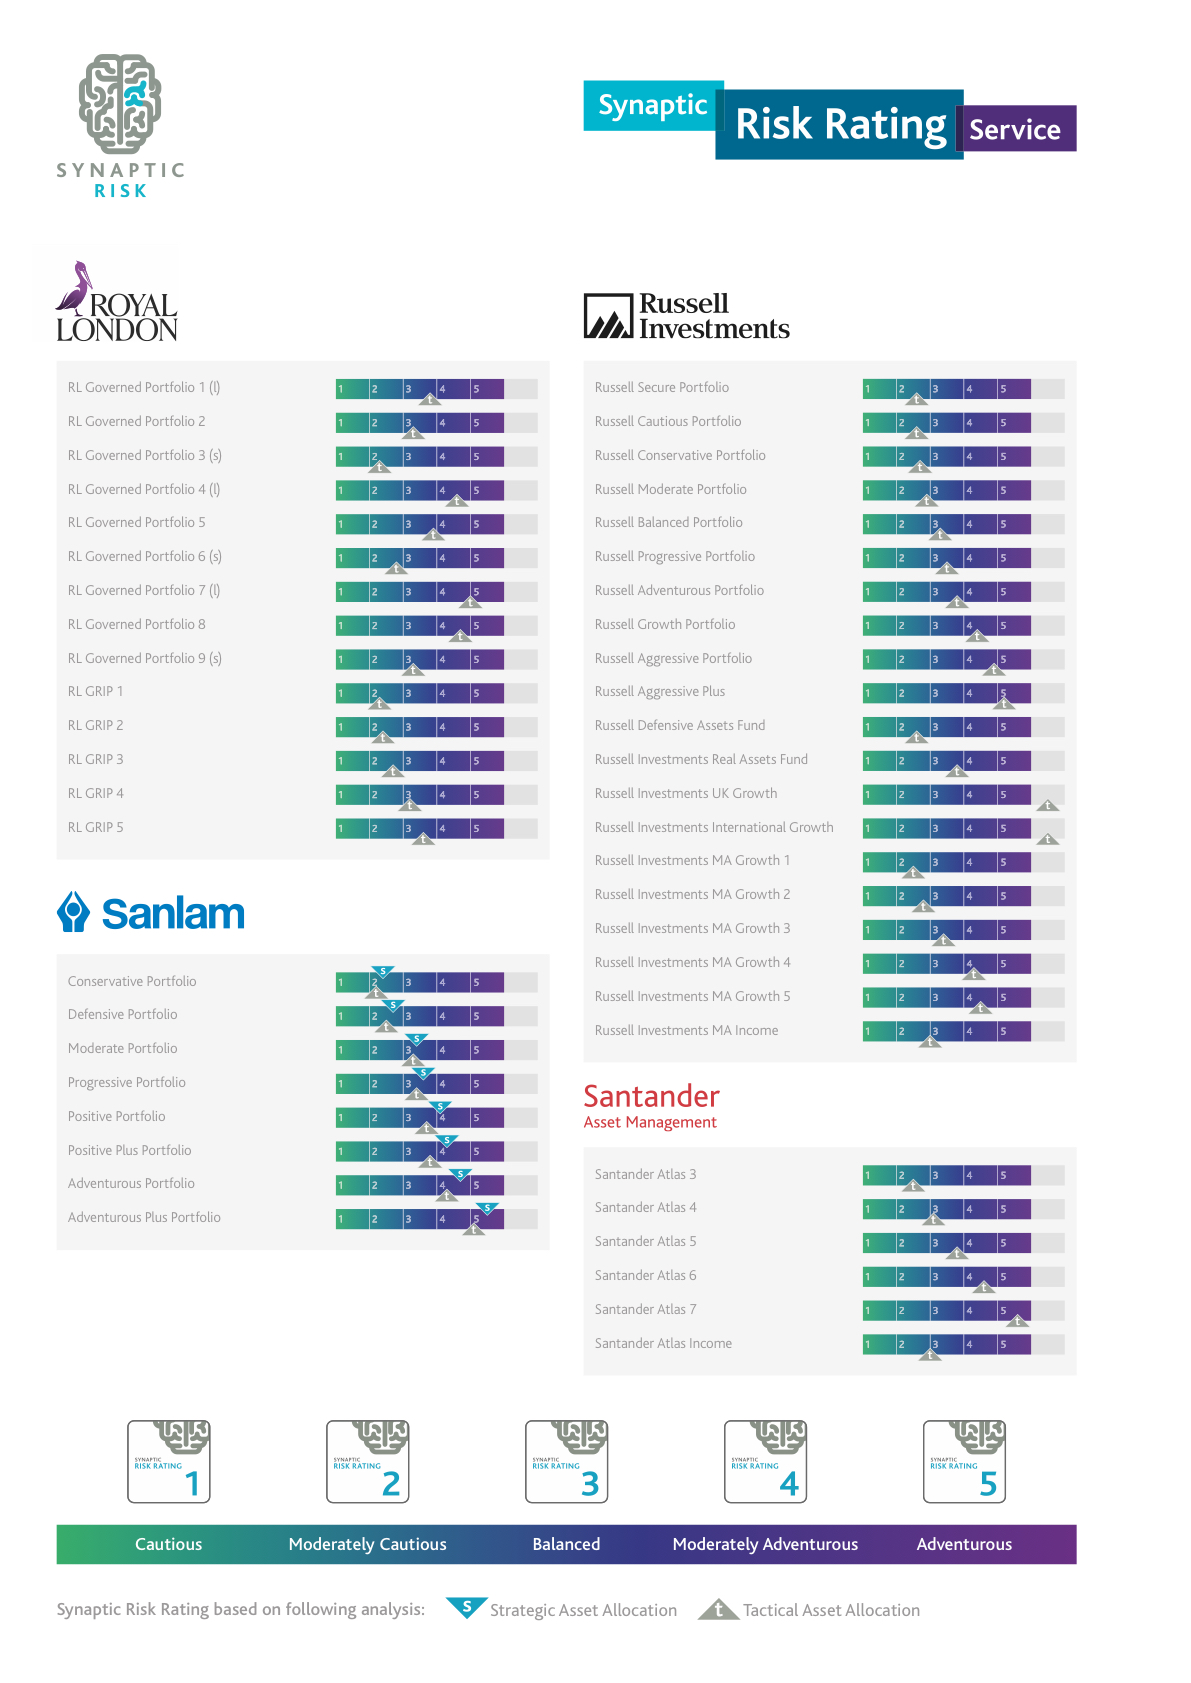 SYNAPTIC
RISK
Synaptic Risk Rating Service
ROYAL
LONDON
RL Governed Portfolio 1 (l) 1 2 3 4 5 t
RL Governed Portfolio 2 1 2 3 4 5 t
RL Governed Portfolio 3 (s) 1 2 3 4 5 t
RL Governed Portfolio 4 (l) 1 2 3 4 5 t
RL Governed Portfolio 5 1 2 3 4 5 t
RL Governed Portfolio 6 (s) 1 2 3 4 5 t
RL Governed Portfolio 7 (l) 1 2 3 4 5 t
RL Governed Portfolio 8 1 2 3 4 5 t
RL Governed Portfolio 9 (s) 1 2 3 4 5 t
RL GRIP 1 1 2 3 4 5 t
RL GRIP 2 1 2 3 4 5 t
RL GRIP 3 1 2 3 4 5 t
RL GRIP 4 1 2 3 4 5 t
RL GRIP 5 1 2 3 4 5 t
Sanlam
Conservative Portfolio 1 2 3 4 5 s t
Defensive Portfolio 1 2 3 4 5 s t
Moderate Portfolio 1 2 3 4 5 s t
Progressive Portfolio 1 2 3 4 5 s t
Positive Portfolio 1 2 3 4 5 s t
Positive Plus Portfolio 1 2 3 4 5 s t
Adventurous Portfolio 1 2 3 4 5 s t
Adventurous Plus Portfolio 1 2 3 4 5 s t
Russell
Investments
Russell Secure Portfolio 1 2 3 4 5 t
Russell Cautious Portfolio 1 2 3 4 5 t
Russell Conservative Portfolio 1 2 3 4 5 t
Russell Moderate Portfolio 1 2 3 4 5 t
Russell Balanced Portfolio 1 2 3 4 5 t
Russell Progressive Portfolio 1 2 3 4 5 t
Russell Adventurous Portfolio 1 2 3 4 5 t
Russell Growth Portfolio 1 2 3 4 5 t
Russell Aggressive Portfolio 1 2 3 4 5 t
Russell Aggressive Plus 1 2 3 4 5 t
Russell Defensive Assets Fund 1 2 3 4 5 t
Russell Investments Real Assets Fund 1 2 3 4 5 t
Russell Investments UK Growth 1 2 3 4 5 t
Russell Investments International Growth 1 2 3 4 5 t
Russell Investments MA Growth 1 1 2 3 4 5 t
Russell Investments MA Growth 2 1 2 3 4 5 t
Russell Investments MA Growth 3 1 2 3 4 5 t
Russell Investments MA Growth 4 1 2 3 4 5 t
Russell Investments MA Growth 5 1 2 3 4 5 t
Russell Investments MA Income 1 2 3 4 5 t
Santander
Asset Management
Santander Atlas 3 1 2 3 4 5 t
Santander Atlas 4 1 2 3 4 5 t
Santander Atlas 5 1 2 3 4 5 t
Santander Atlas 6 1 2 3 4 5 t
Santander Atlas 7 1 2 3 4 5 t
Santander Atlas Income 1 2 3 4 5 t
SYNAPTIC
RISK RATING
1
SYNAPTIC
RISK RATING
2
SYNAPTIC
RISK RATING
3
SYNAPTIC
RISK RATING
4
SYNAPTIC
RISK RATING
5
Cautious Moderately Cautious Balanced Moderately Adventurous Adventurous
Synaptic Risk Rating based on following analysis: s Strategic Asset Allocation t Tactical Asset Allocation